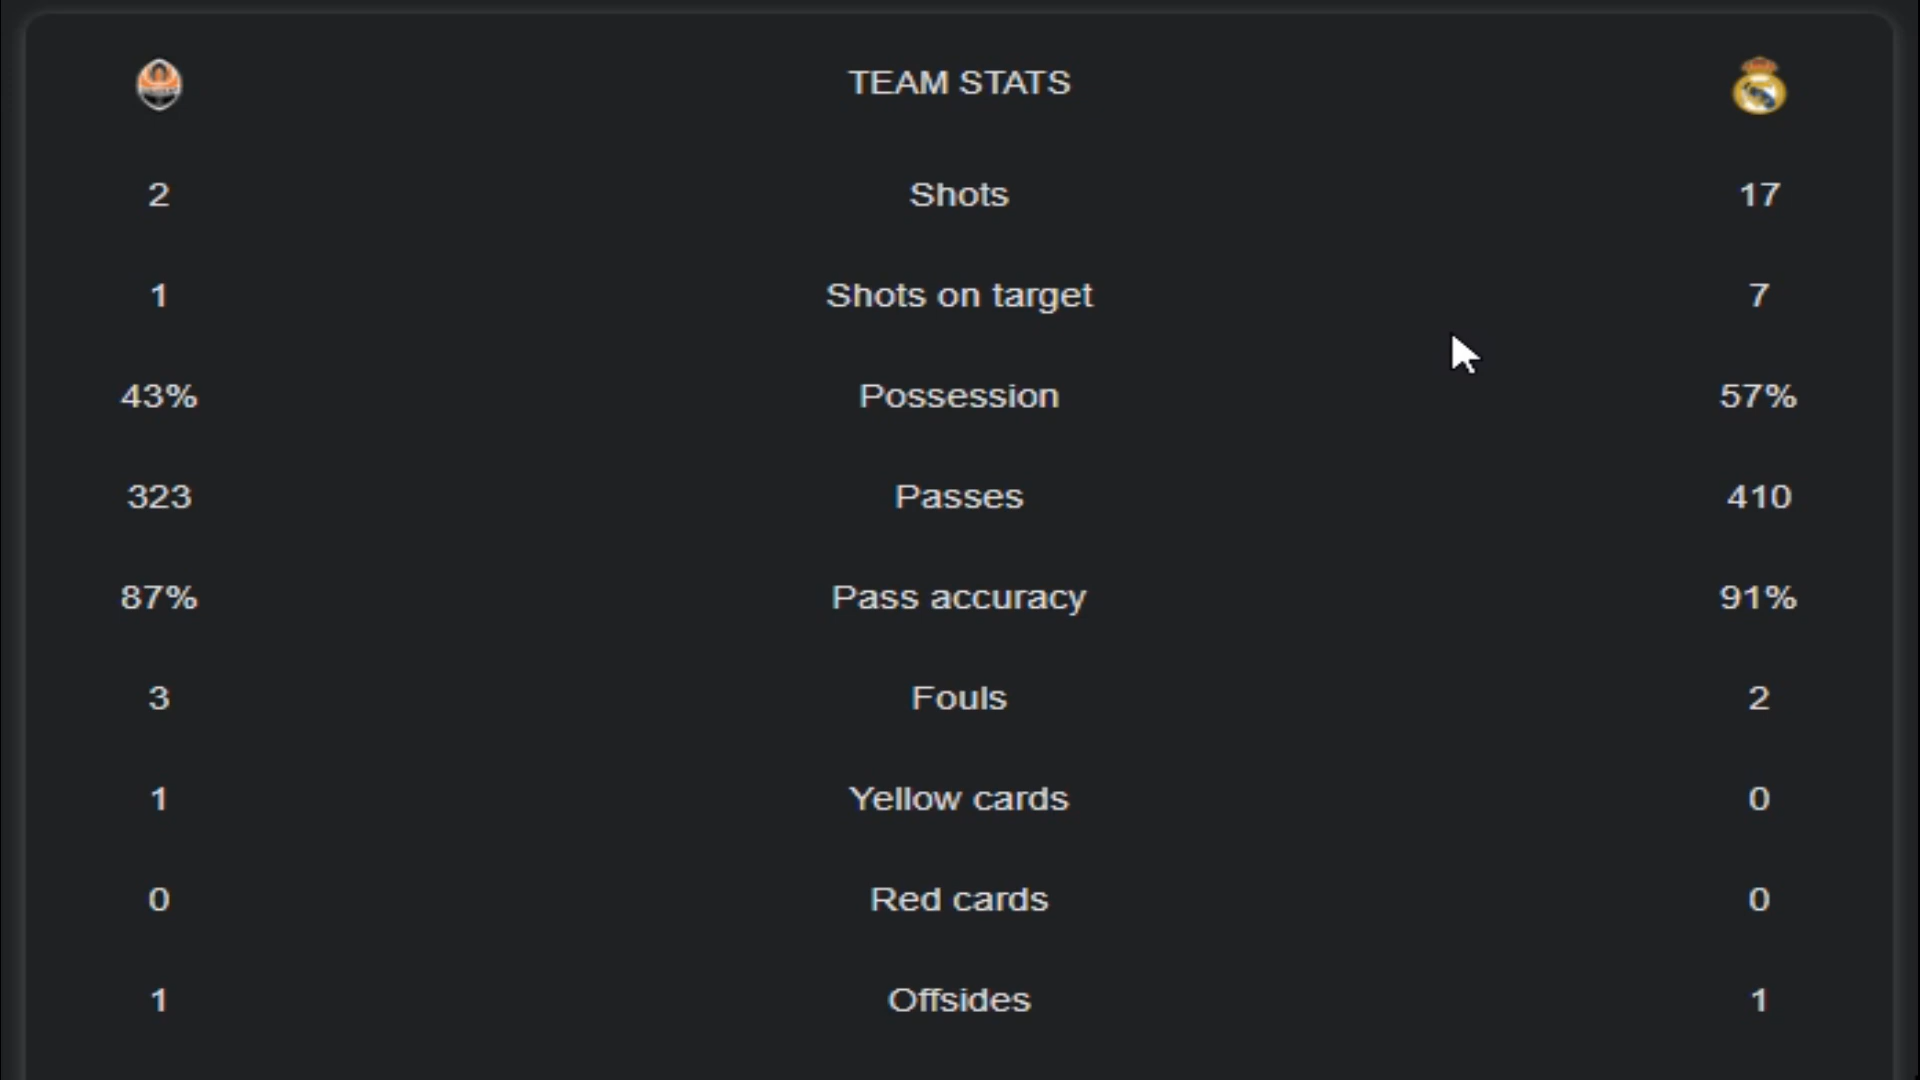 TEAM STATS
2 Shots 17
1 Shots on target 7
43% Possession 57%
323 Passes 410
87% Pass accuracy 91%
3 Fouls 2
1 Yellow cards 0
0 Red cards 0
1 Offsides 1